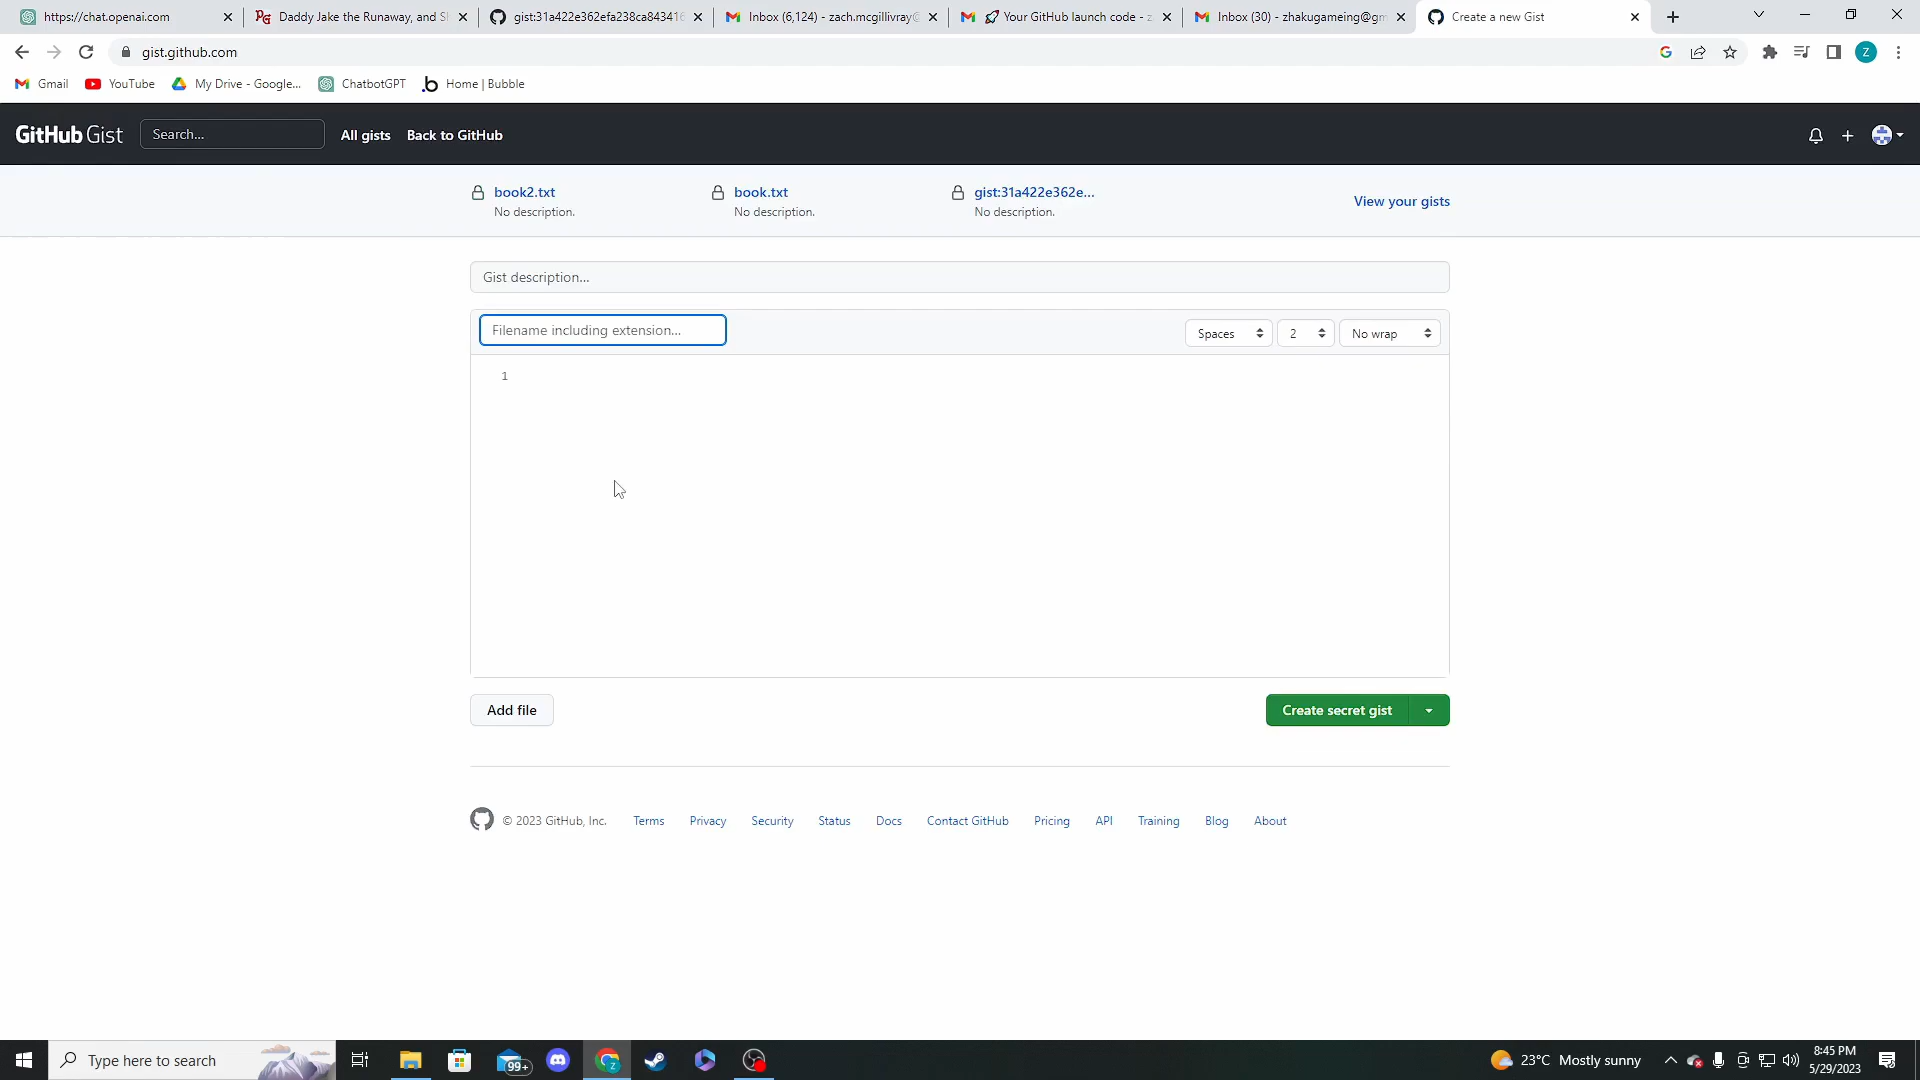 https://chat.openai.com
Daddy Jake the Runaway, and S
gist:31a422e362efa238ca843416
Inbox (6,124) - zach.mcgillivray@
🚀 Your GitHub launch code - z
Inbox (30) - zhakugameing@gm
Create a new Gist
gist.github.com
Z
Gmail
YouTube
My Drive - Google...
ChatbotGPT
Home | Bubble
GitHub Gist
Search...
All gists
Back to GitHub
book2.txt
No description.
book.txt
No description.
gist:31a422e362e...
No description.
View your gists
Gist description...
Filename including extension...
Spaces
2
No wrap
1
Add file
Create secret gist
© 2023 GitHub, Inc.
Terms
Privacy
Security
Status
Docs
Contact GitHub
Pricing
API
Training
Blog
About
Type here to search
99+
23°C Mostly sunny
8:45 PM
5/29/2023